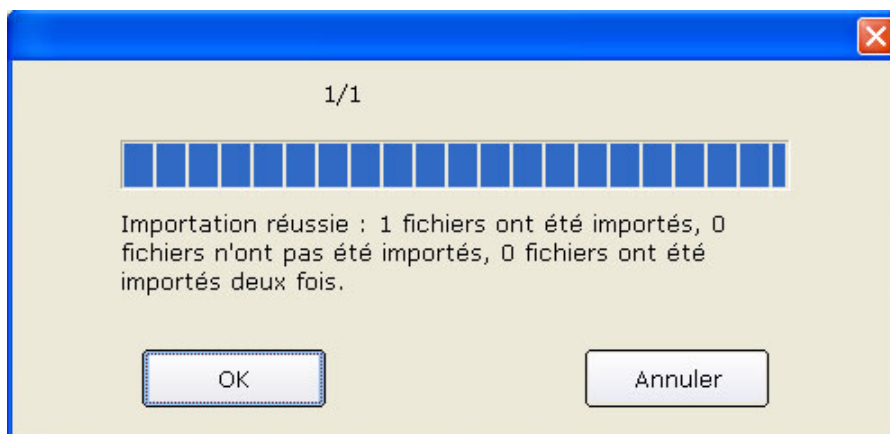 1/1
Importation réussie : 1 fichiers ont été importés, 0
fichiers n'ont pas été importés, 0 fichiers ont été
importés deux fois.
OK
Annuler